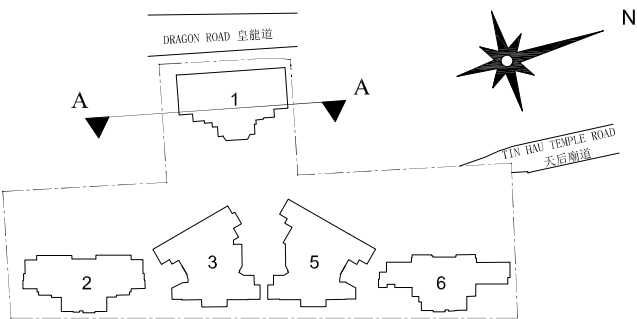 N
DRAGON ROAD 皇龍道
A
A
1
TIN HAU TEMPLE ROAD
天后廟道
2
3
5
6